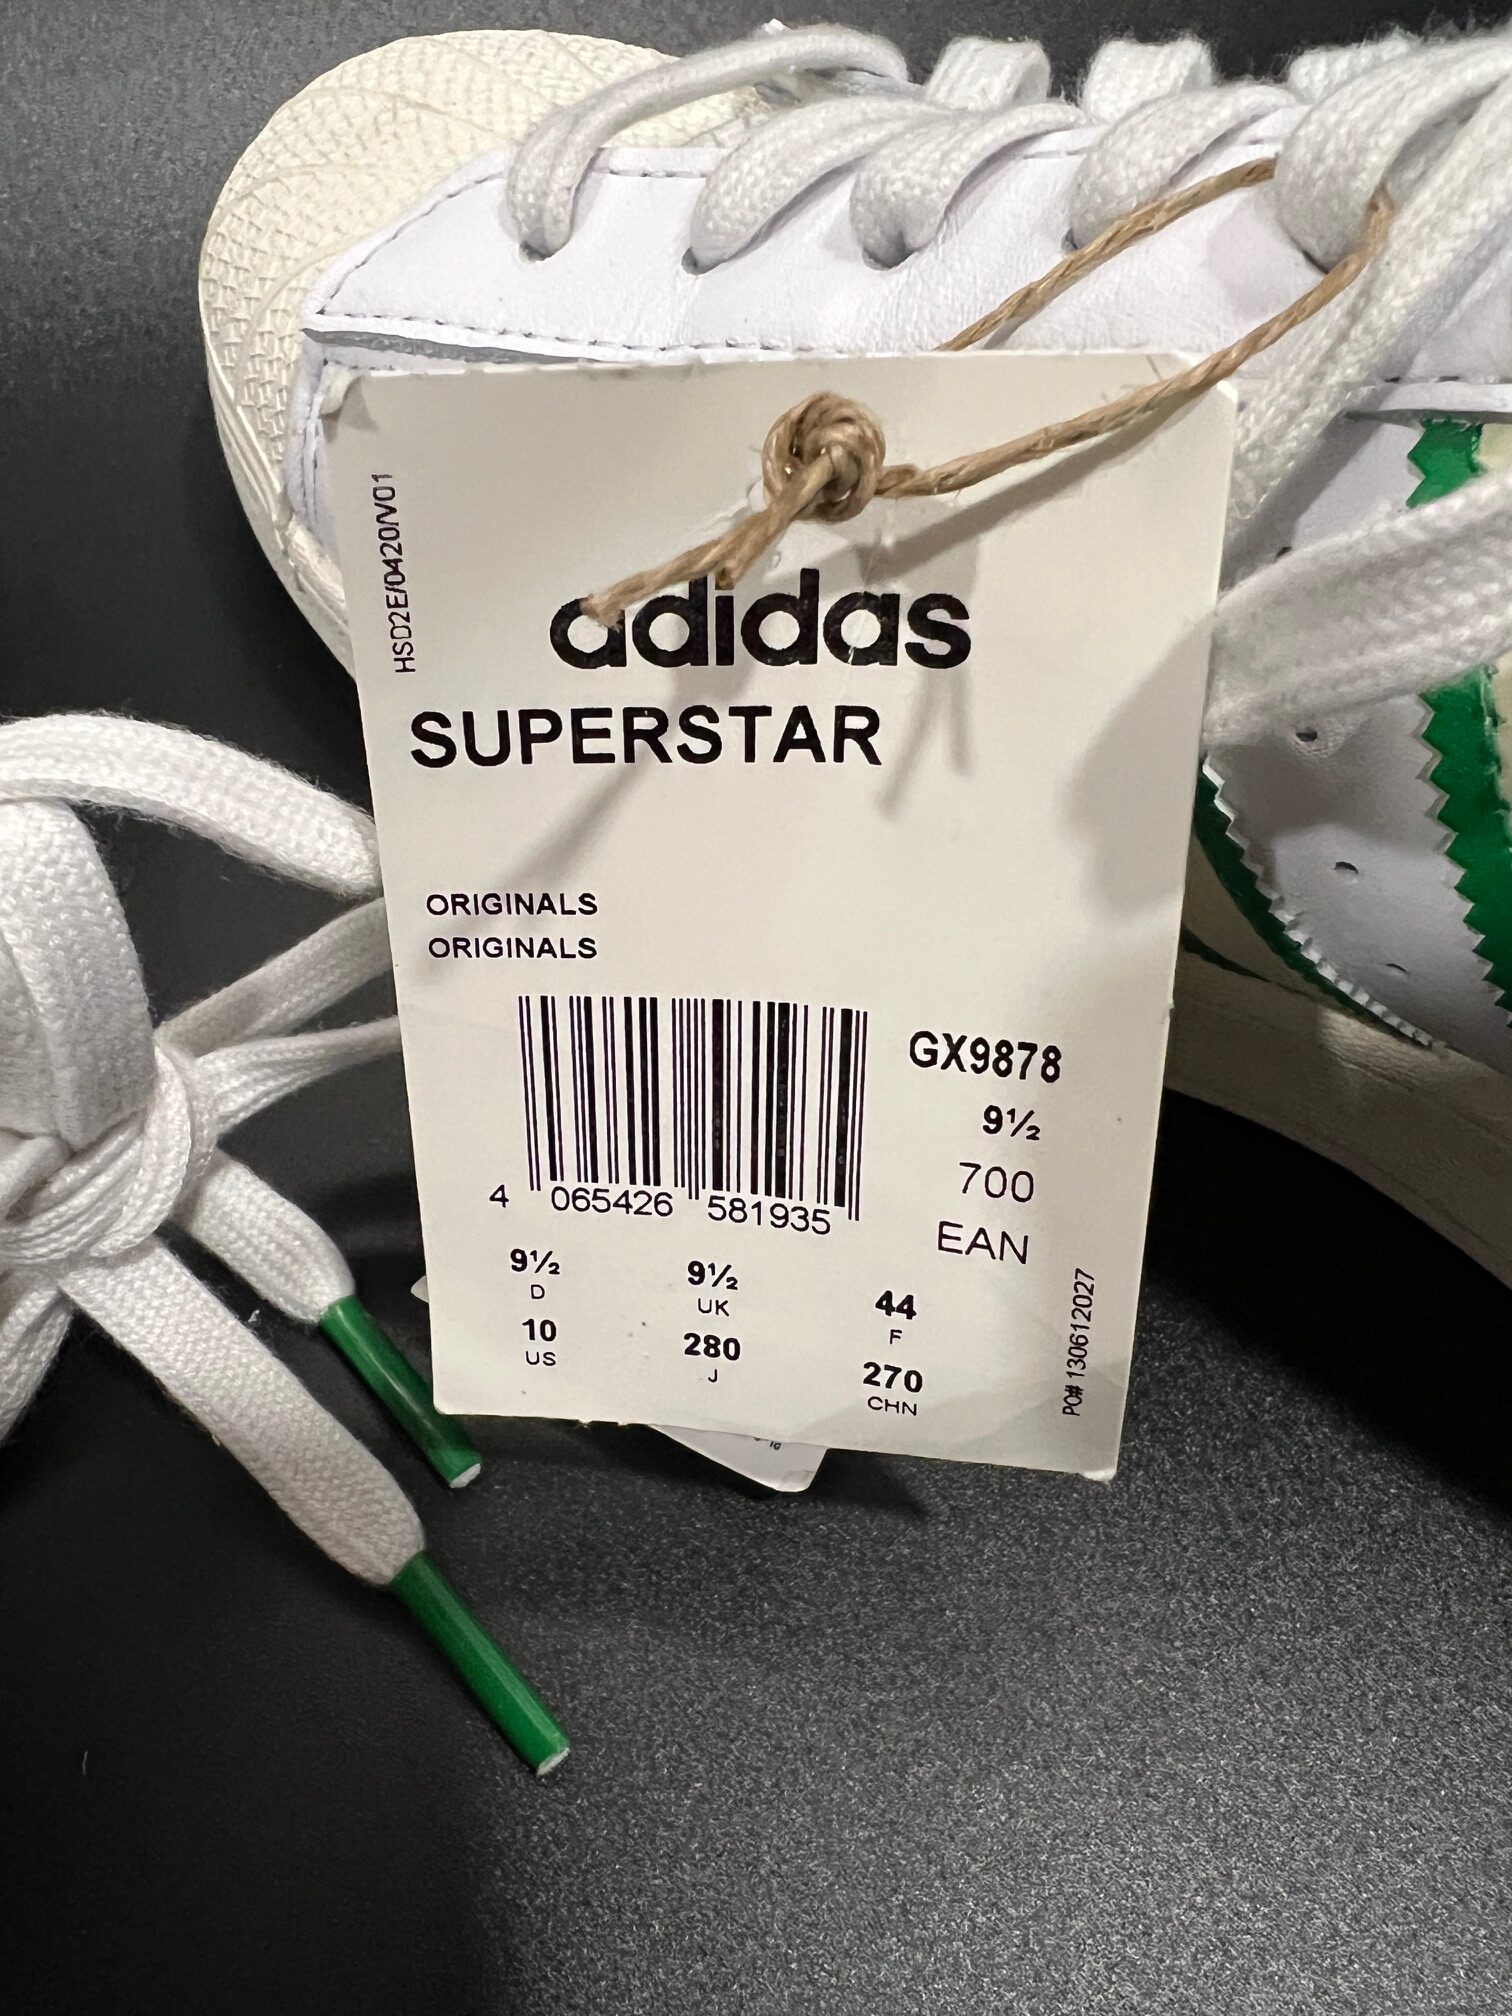 HS02E/0420/V01
adidas
SUPERSTAR
ORIGINALS
ORIGINALS
GX9878
9½
700
EAN
4 065426 581935
9½ 9½ 44
D UK F
10 280 270
US J CHN
PO# 130612027